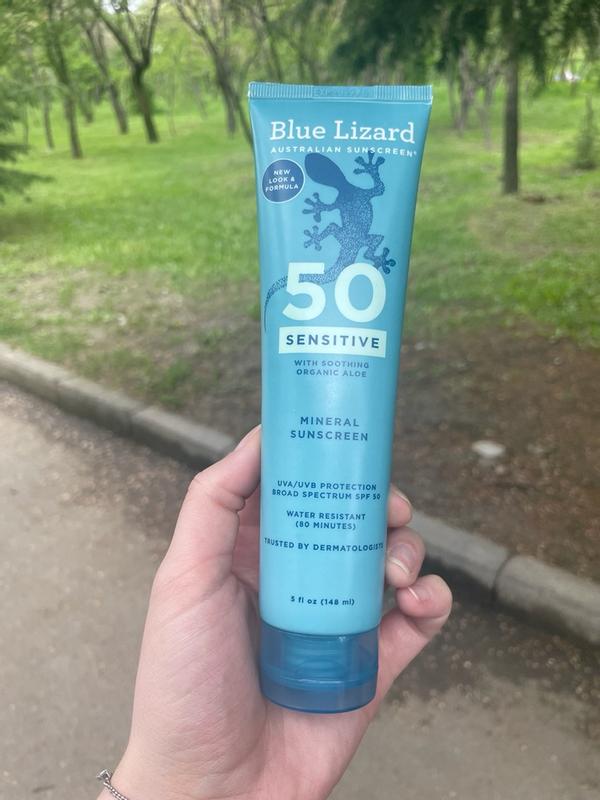 Blue Lizard
AUSTRALIAN SUNSCREEN®
NEW
LOOK &
FORMULA
50
SENSITIVE
WITH SOOTHING
ORGANIC ALOE
MINERAL
SUNSCREEN
UVA/UVB PROTECTION
BROAD SPECTRUM SPF 50
WATER RESISTANT
(80 MINUTES)
TRUSTED BY DERMATOLOGISTS
5 fl oz (148 ml)